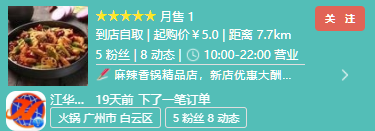 ★★★★★ 月售 1
关 注
到店自取 | 起购价￥5.0 | 距离 7.7km
5 粉丝 | 8 动态 | 10:00-22:00 营业
麻辣香锅精品店，新店优惠大酬...
江华... 19天前 下了一笔订单
火锅 广州市 白云区 5 粉丝 8 动态